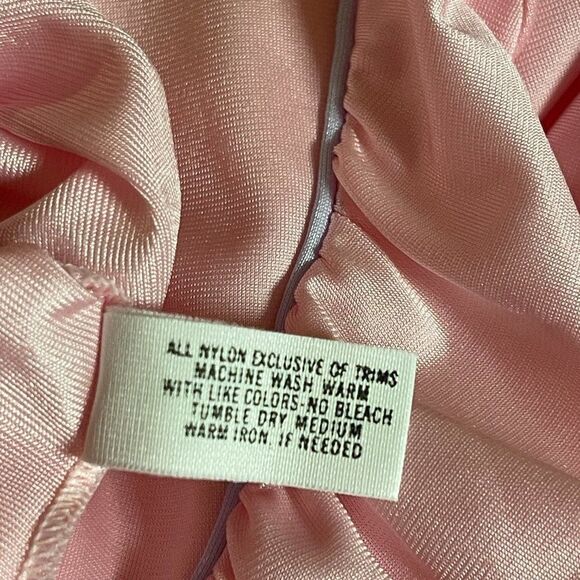 ALL NYLON EXCLUSIVE OF TRIMS
MACHINE WASH WARM
WITH LIKE COLORS-NO BLEACH
TUMBLE DRY MEDIUM
WARM IRON, IF NEEDED